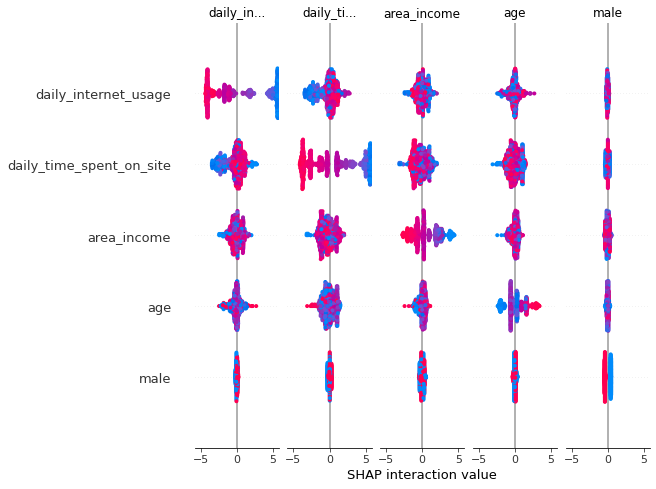 daily_in... daily_ti... area_income age male
daily_internet_usage
daily_time_spent_on_site
area_income
age
male
−5 0 5 −5 0 5 −5 0 5 −5 0 5 −5 0 5
SHAP interaction value